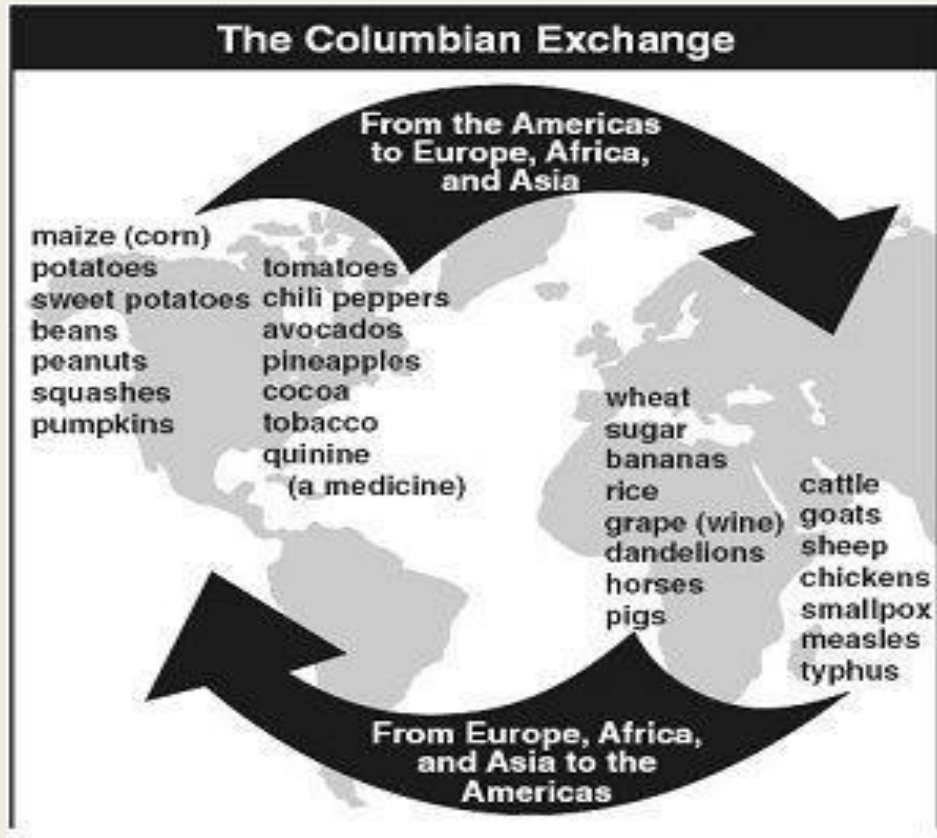 The Columbian Exchange
From the Americas
to Europe, Africa,
and Asia
maize (corn)
potatoes
sweet potatoes
beans
peanuts
squashes
pumpkins
tomatoes
chili peppers
avocados
pineapples
cocoa
tobacco
quinine
(a medicine)
wheat
sugar
bananas
rice
grape (wine)
dandelions
horses
pigs
cattle
goats
sheep
chickens
smallpox
measles
typhus
From Europe, Africa,
and Asia to the
Americas